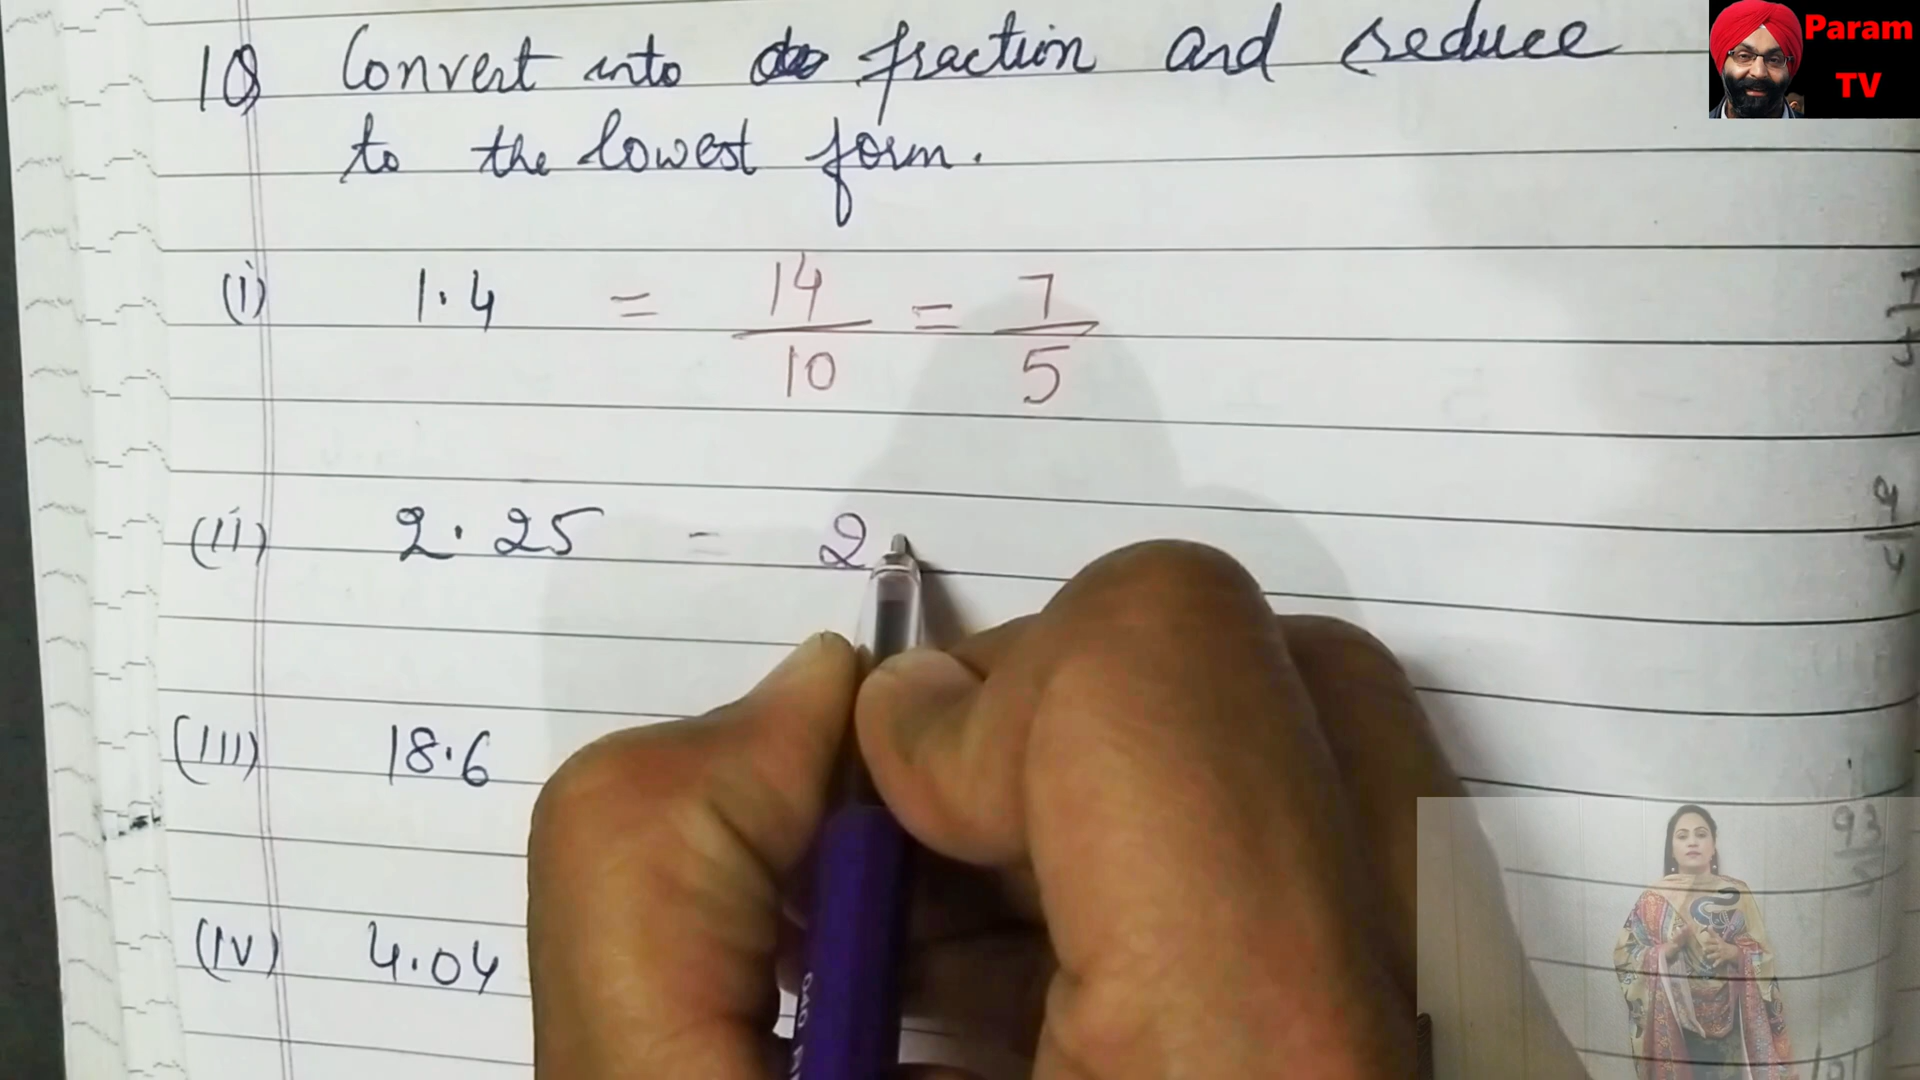 Param
TV
10 Convert into fraction and reduce
to the lowest form.
(i) 1.4 = 14/10 = 7/5
(ii) 2.25 = 2
(iii) 18.6
(iv) 4.04